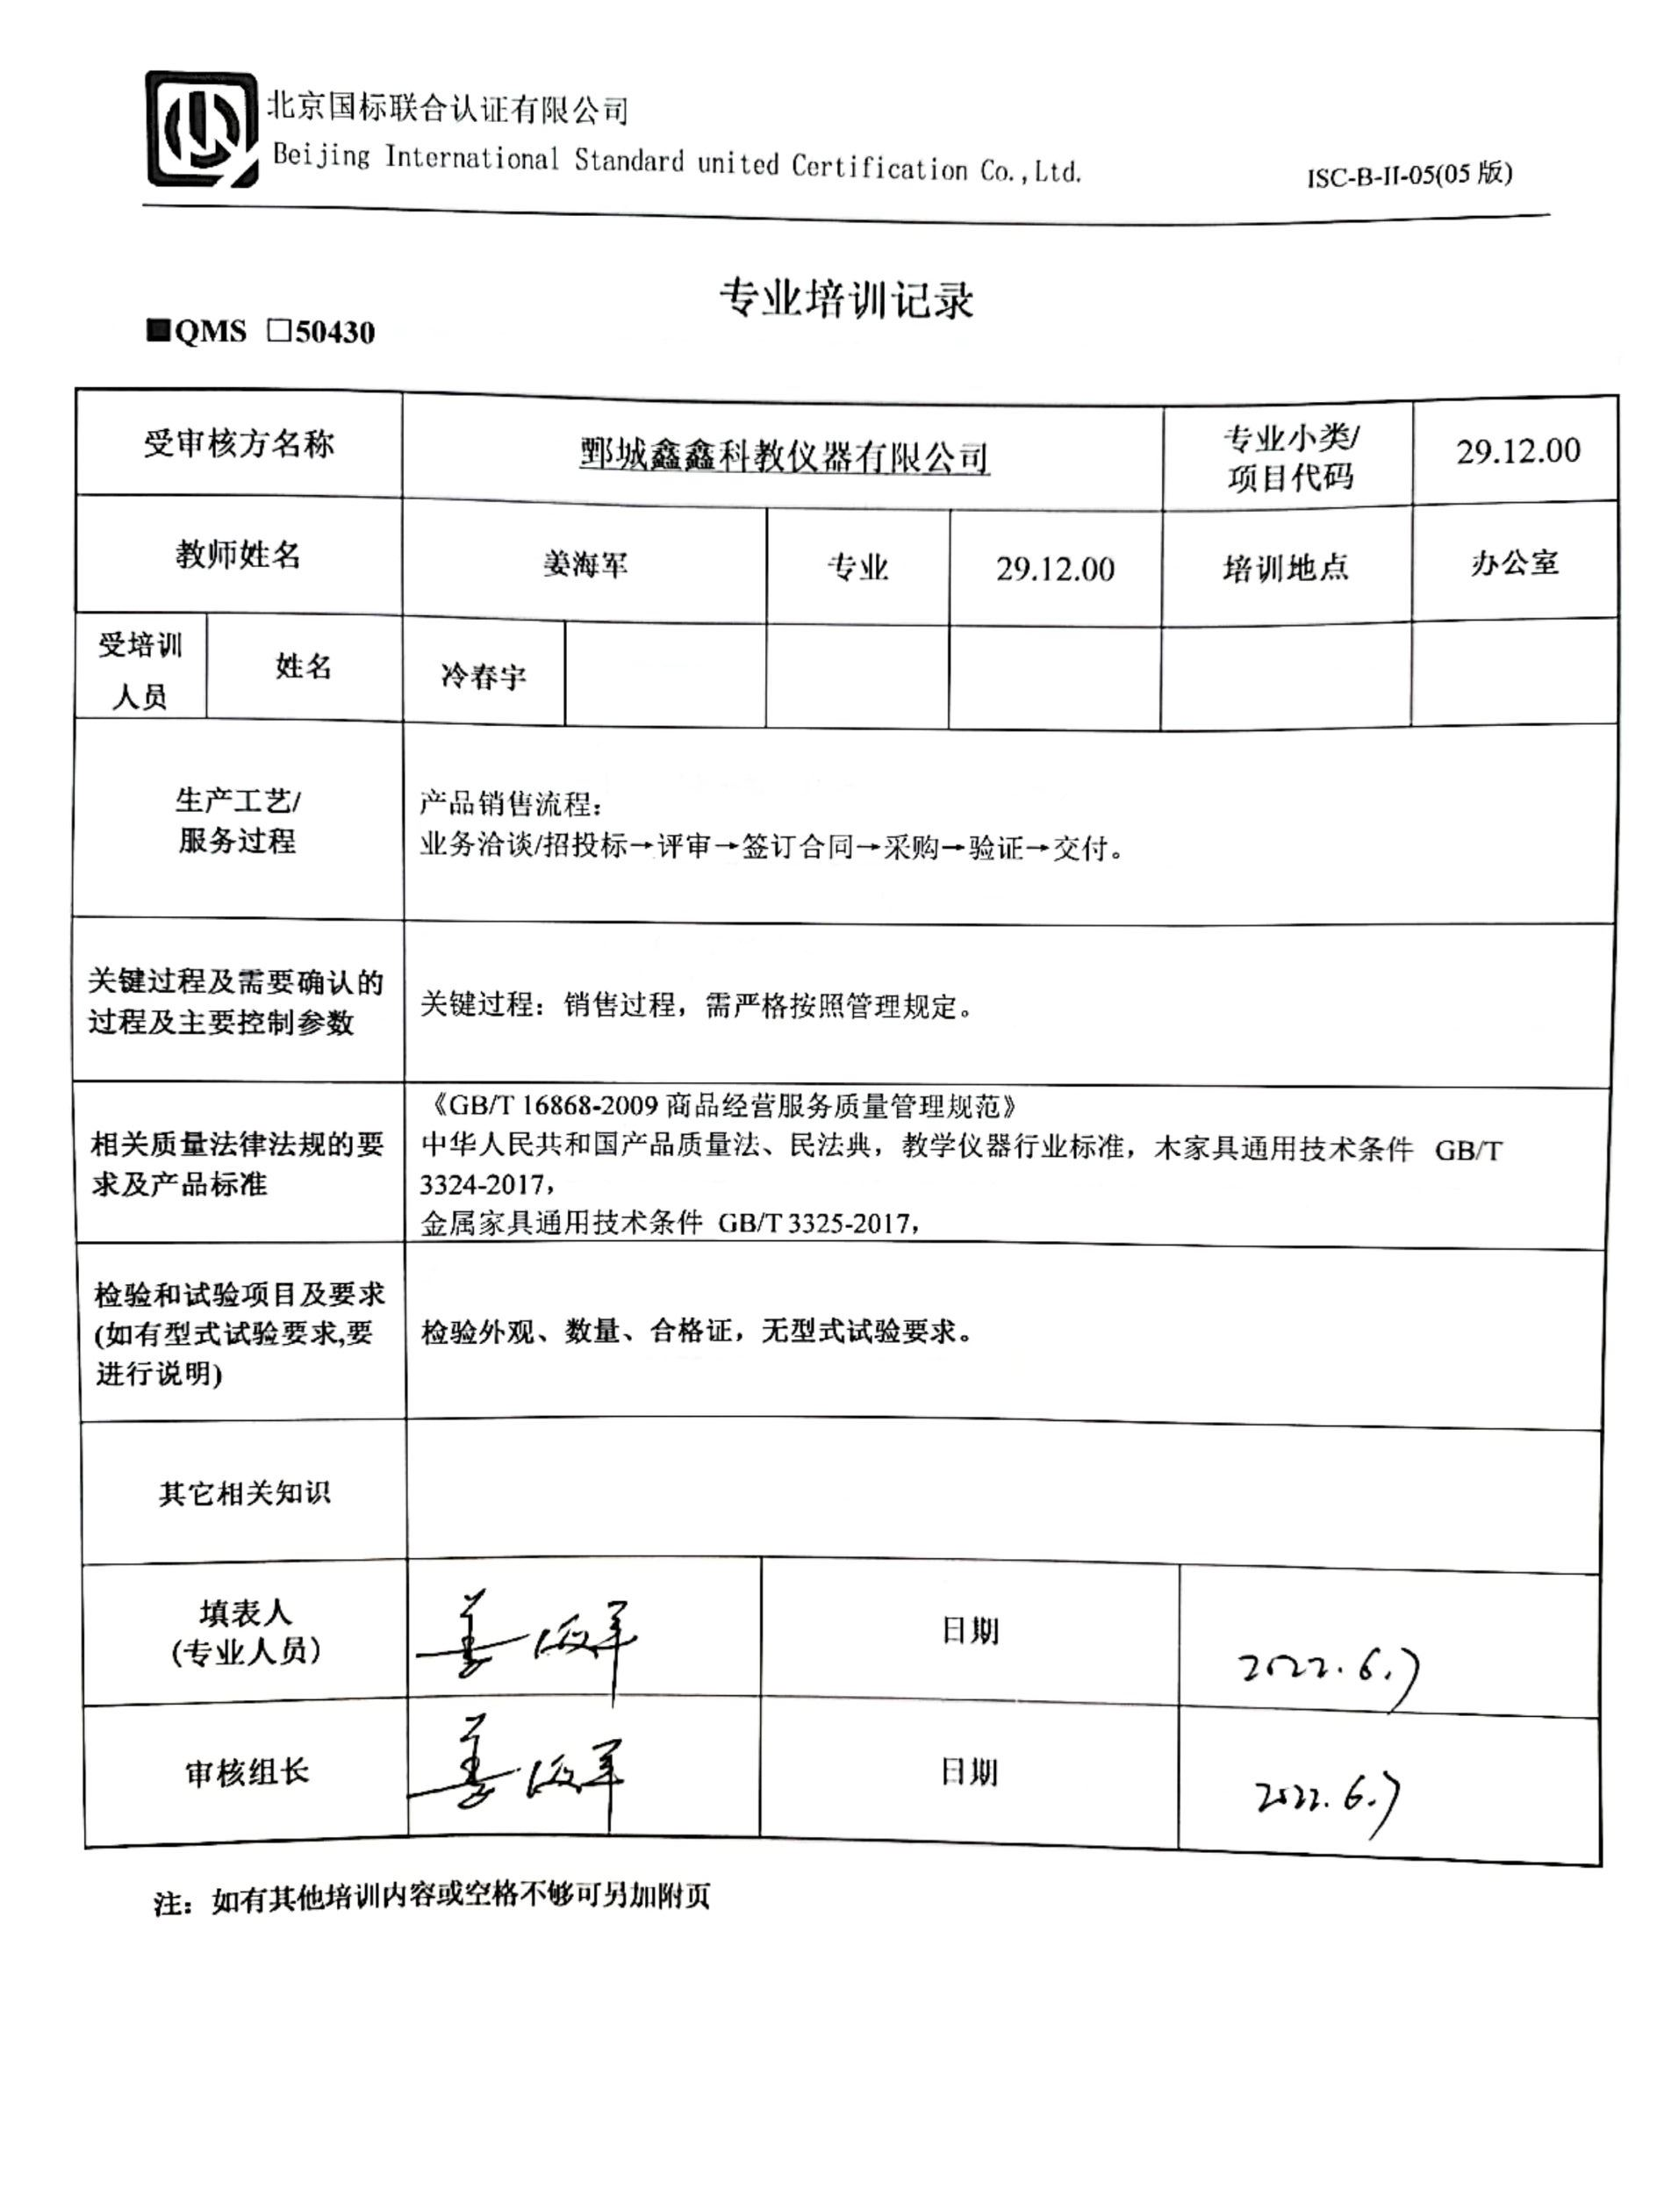 北京国标联合认证有限公司
Beijing International Standard united Certification Co.,Ltd.
ISC-B-II-05(05 版)
专业培训记录
■QMS □50430
受审核方名称
鄄城鑫鑫科教仪器有限公司
专业小类/
项目代码
29.12.00
教师姓名
姜海军
专业
29.12.00
培训地点
办公室
受培训
人员
姓名
冷春宇
生产工艺/
服务过程
产品销售流程：
业务洽谈/招投标→评审→签订合同→采购→验证→交付。
关键过程及需要确认的
过程及主要控制参数
关键过程：销售过程，需严格按照管理规定。
相关质量法律法规的要
求及产品标准
《GB/T 16868-2009 商品经营服务质量管理规范》
中华人民共和国产品质量法、民法典，教学仪器行业标准，木家具通用技术条件 GB/T
3324-2017，
金属家具通用技术条件 GB/T 3325-2017，
检验和试验项目及要求
(如有型式试验要求,要
进行说明)
检验外观、数量、合格证，无型式试验要求。
其它相关知识
填表人
(专业人员)
姜海军
日期
2022.6.7
审核组长
姜海军
日期
2022.6.7
注：如有其他培训内容或空格不够可另加附页